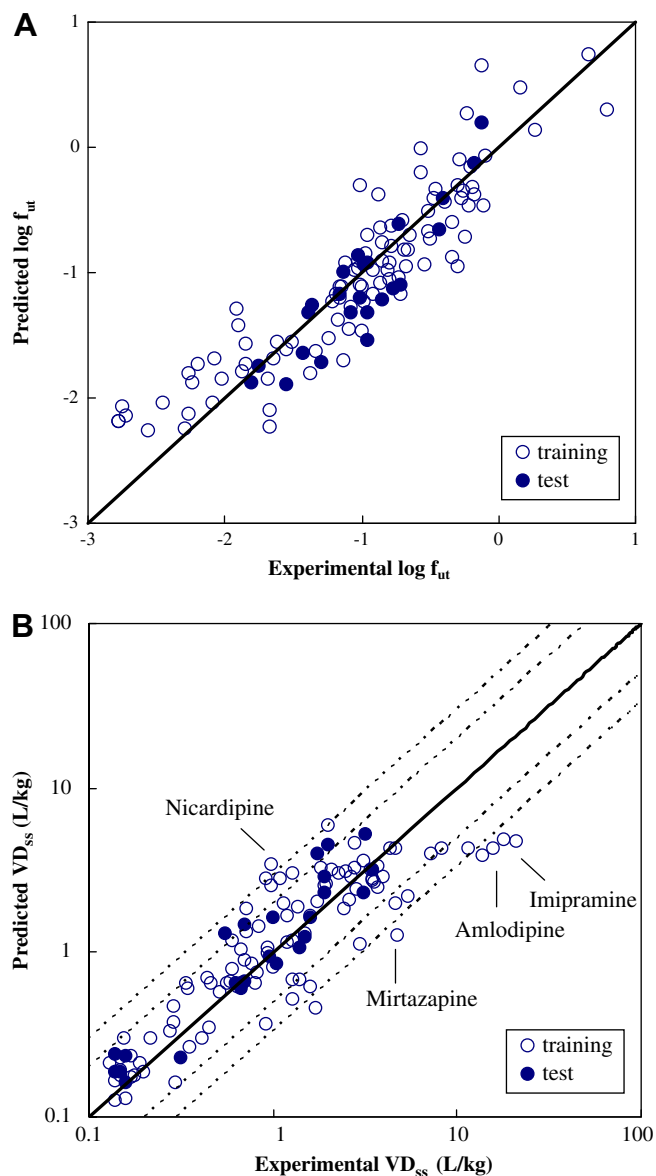 A
1
0
-1
-2
-3
Predicted log fut
training
test
-3 -2 -1 0 1
Experimental log fut
B
100
10
1
0.1
Predicted VDss (L/kg)
Nicardipine
Imipramine
Amlodipine
Mirtazapine
training
test
0.1 1 10 100
Experimental VDss (L/kg)